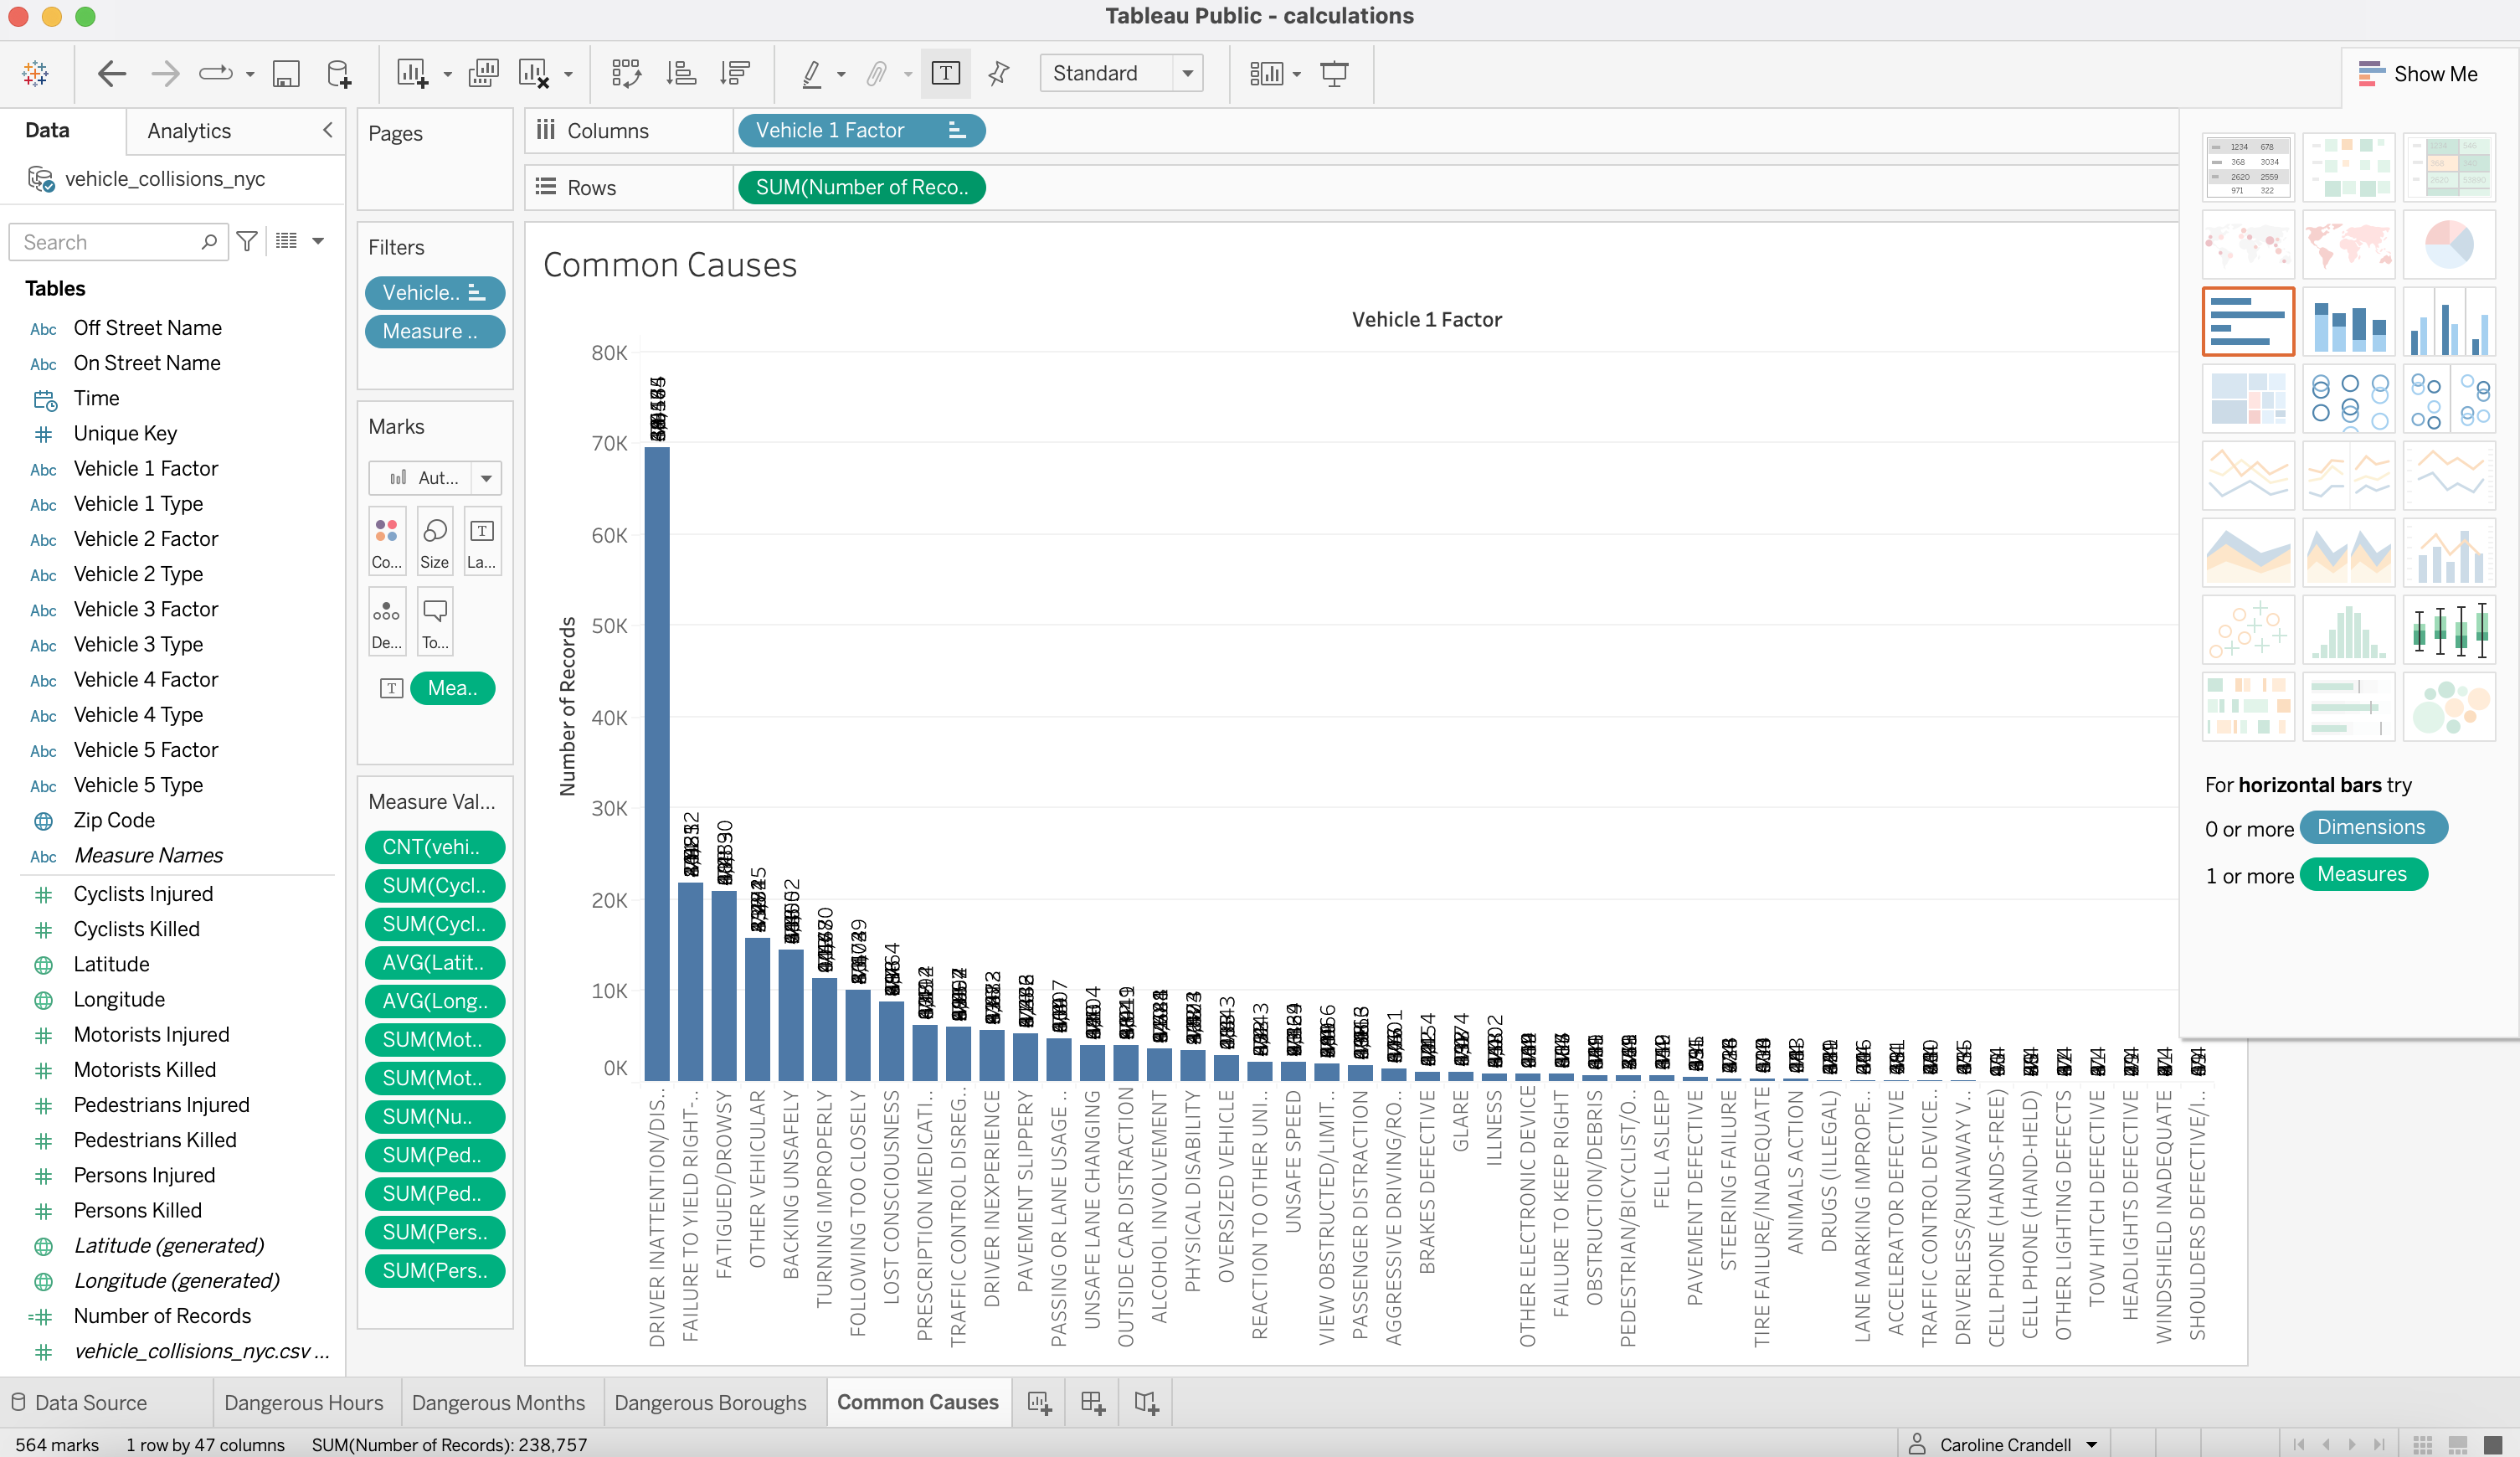 Tableau Public - calculations
Standard
Show Me
Data
Analytics
vehicle_collisions_nyc
Search
Tables
Abc Off Street Name
Abc On Street Name
Time
Unique Key
Abc Vehicle 1 Factor
Abc Vehicle 1 Type
Abc Vehicle 2 Factor
Abc Vehicle 2 Type
Abc Vehicle 3 Factor
Abc Vehicle 3 Type
Abc Vehicle 4 Factor
Abc Vehicle 4 Type
Abc Vehicle 5 Factor
Abc Vehicle 5 Type
Zip Code
Abc Measure Names
Cyclists Injured
Cyclists Killed
Latitude
Longitude
Motorists Injured
Motorists Killed
Pedestrians Injured
Pedestrians Killed
Persons Injured
Persons Killed
Latitude (generated)
Longitude (generated)
Number of Records
vehicle_collisions_nyc.csv ...
Pages
Filters
Vehicle..
Measure ..
Marks
Aut...
Co...
Size
La...
De...
To...
Mea..
Measure Val...
CNT(vehi..
SUM(Cycl..
SUM(Cycl..
AVG(Latit..
AVG(Long..
SUM(Mot..
SUM(Mot..
SUM(Nu..
SUM(Ped..
SUM(Ped..
SUM(Pers..
SUM(Pers..
Columns
Vehicle 1 Factor
Rows
SUM(Number of Reco..
Common Causes
Vehicle 1 Factor
Number of Records
80K
70K
60K
50K
40K
30K
20K
10K
0K
DRIVER INATTENTION/DIS..
FAILURE TO YIELD RIGHT-..
FATIGUED/DROWSY
OTHER VEHICULAR
BACKING UNSAFELY
TURNING IMPROPERLY
FOLLOWING TOO CLOSELY
LOST CONSCIOUSNESS
PRESCRIPTION MEDICATI..
TRAFFIC CONTROL DISREG..
DRIVER INEXPERIENCE
PAVEMENT SLIPPERY
PASSING OR LANE USAGE ..
UNSAFE LANE CHANGING
OUTSIDE CAR DISTRACTION
ALCOHOL INVOLVEMENT
PHYSICAL DISABILITY
OVERSIZED VEHICLE
REACTION TO OTHER UNI..
UNSAFE SPEED
VIEW OBSTRUCTED/LIMIT..
PASSENGER DISTRACTION
AGGRESSIVE DRIVING/RO..
BRAKES DEFECTIVE
GLARE
ILLNESS
OTHER ELECTRONIC DEVICE
FAILURE TO KEEP RIGHT
OBSTRUCTION/DEBRIS
PEDESTRIAN/BICYCLIST/O..
FELL ASLEEP
PAVEMENT DEFECTIVE
STEERING FAILURE
TIRE FAILURE/INADEQUATE
ANIMALS ACTION
DRUGS (ILLEGAL)
LANE MARKING IMPROPE..
ACCELERATOR DEFECTIVE
TRAFFIC CONTROL DEVICE..
DRIVERLESS/RUNAWAY V..
CELL PHONE (HANDS-FREE)
CELL PHONE (HAND-HELD)
OTHER LIGHTING DEFECTS
TOW HITCH DEFECTIVE
HEADLIGHTS DEFECTIVE
WINDSHIELD INADEQUATE
SHOULDERS DEFECTIVE/I..
1234 678
368 3034
2620 2559
971 322
For horizontal bars try
0 or more Dimensions
1 or more Measures
Data Source
Dangerous Hours
Dangerous Months
Dangerous Boroughs
Common Causes
564 marks
1 row by 47 columns
SUM(Number of Records): 238,757
Caroline Crandell